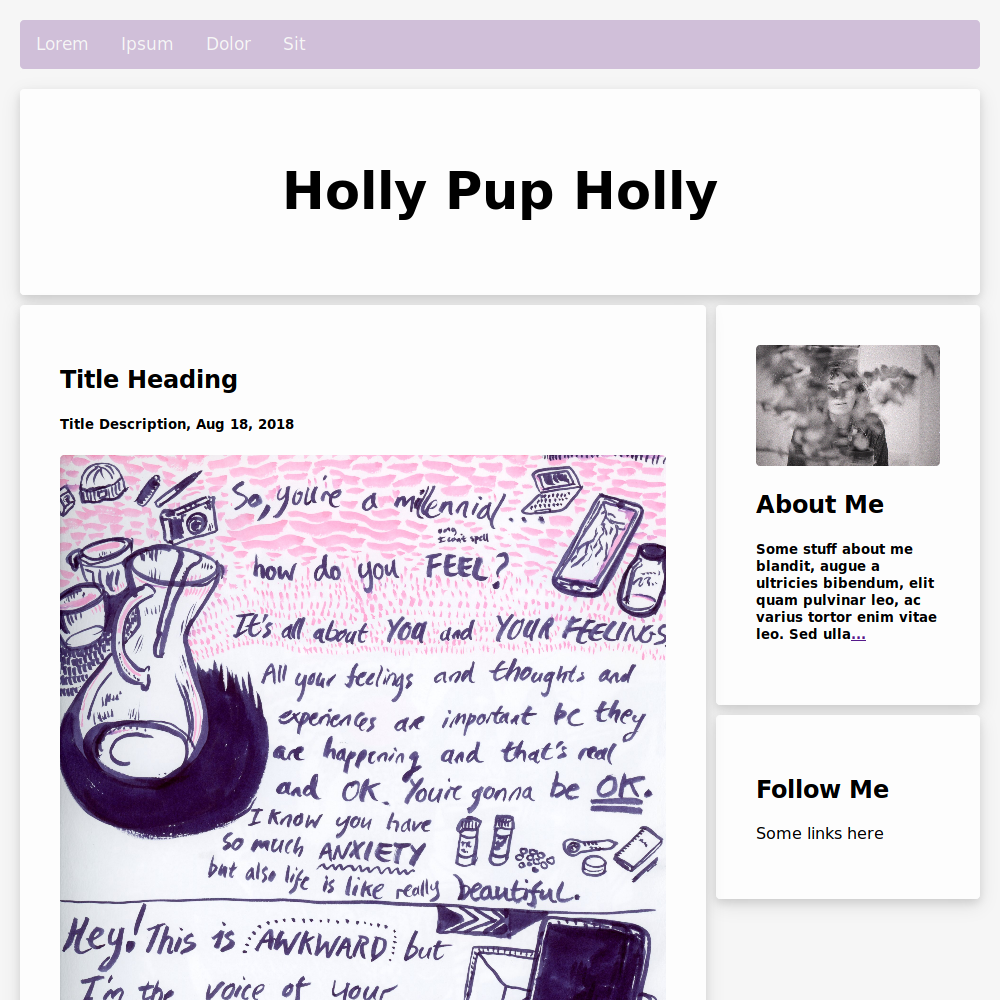 Lorem Ipsum Dolor Sit
Holly Pup Holly
Title Heading
Title Description, Aug 18, 2018
So, you're a millennial...
omg
I can't spell
how do you FEEL?
It's all about YOU and YOUR FEELINGS
All your feelings and thoughts and
experiences are important bc they
are happening and that's real
and OK. You're gonna be OK.
I know you have
so much ANXIETY
but also life is like really beautiful.
Hey! This is AWKWARD but
I'm the voice of your
About Me
Some stuff about me
blandit, augue a
ultricies bibendum, elit
quam pulvinar leo, ac
varius tortor enim vitae
leo. Sed ulla...
Follow Me
Some links here